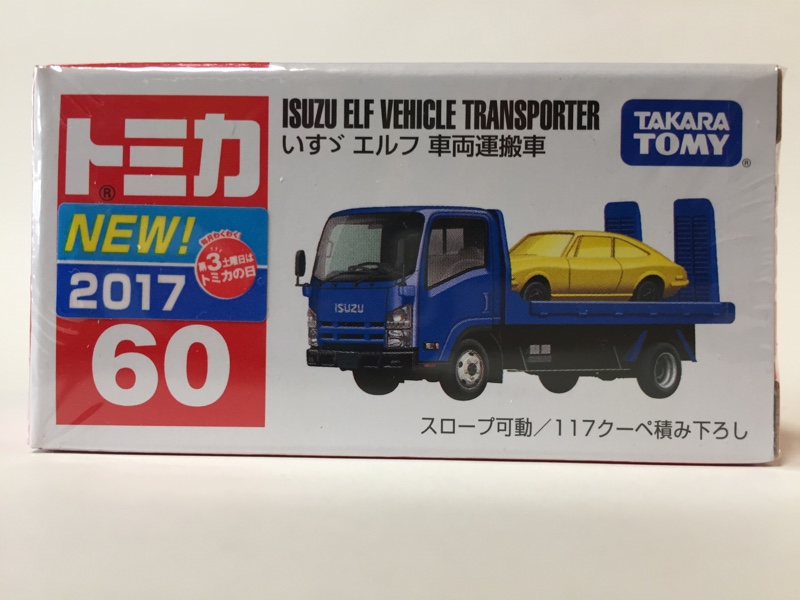 トミカ
®
NEW!
2017
毎月わくわく!
第3土曜日は
トミカの日
60
ISUZU ELF VEHICLE TRANSPORTER
いすゞ エルフ 車両運搬車
TAKARA
TOMY
®
ISUZU
スロープ可動/117クーペ積み下ろし